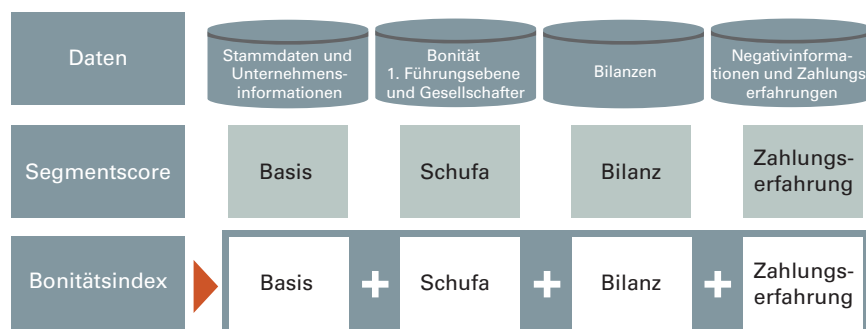 Daten
Stammdaten und
Unternehmens-
informationen
Bonität
1. Führungsebene
und Gesellschafter
Bilanzen
Negativinforma-
tionen und Zahlungs
erfahrungen
Segmentscore
Basis
Schufa
Bilanz
Zahlungs-
erfahrung
Bonitätsindex
Basis
+
Schufa
+
Bilanz
+
Zahlungs-
erfahrung